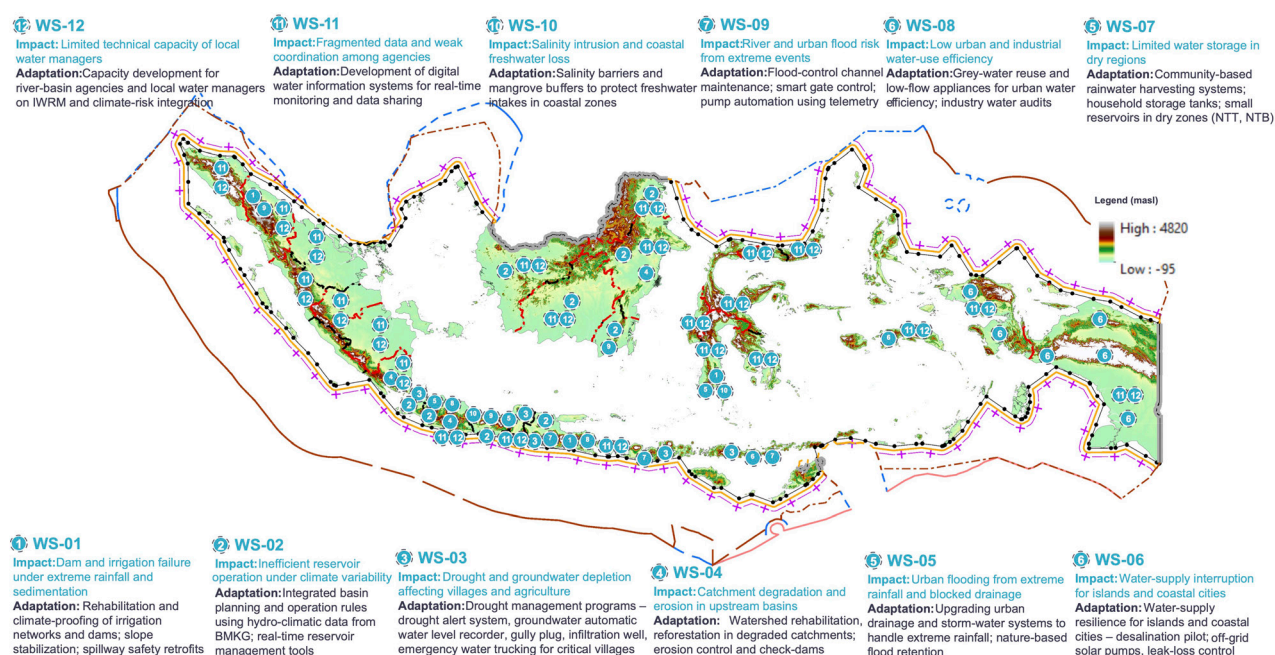 12 WS-12
Impact: Limited technical capacity of local
water managers
Adaptation:Capacity development for
river-basin agencies and local water managers
on IWRM and climate-risk integration
11 WS-11
Impact:Fragmented data and weak
coordination among agencies
Adaptation:Development of digital
water information systems for real-time
monitoring and data sharing
10 WS-10
Impact:Salinity intrusion and coastal
freshwater loss
Adaptation:Salinity barriers and
mangrove buffers to protect freshwater
intakes in coastal zones
7 WS-09
Impact:River and urban flood risk
from extreme events
Adaptation:Flood-control channel
maintenance; smart gate control;
pump automation using telemetry
6 WS-08
Impact: Low urban and industrial
water-use efficiency
Adaptation:Grey-water reuse and
low-flow appliances for urban water
efficiency; industry water audits
5 WS-07
Impact: Limited water storage in
dry regions
Adaptation:Community-based
rainwater harvesting systems;
household storage tanks; small
reservoirs in dry zones (NTT, NTB)
Legend (masl)
High : 4820
Low : -95
1 WS-01
Impact:Dam and irrigation failure
under extreme rainfall and
sedimentation
Adaptation: Rehabilitation and
climate-proofing of irrigation
networks and dams; slope
stabilization; spillway safety retrofits
2 WS-02
Impact:Inefficient reservoir
operation under climate variability
Adaptation:Integrated basin
planning and operation rules
using hydro-climatic data from
BMKG; real-time reservoir
management tools
3 WS-03
Impact:Drought and groundwater depletion
affecting villages and agriculture
Adaptation:Drought management programs –
drought alert system, groundwater automatic
water level recorder, gully plug, infiltration well,
emergency water trucking for critical villages
4 WS-04
Impact:Catchment degradation and
erosion in upstream basins
Adaptation: Watershed rehabilitation,
reforestation in degraded catchments;
erosion control and check-dams
5 WS-05
Impact:Urban flooding from extreme
rainfall and blocked drainage
Adaptation:Upgrading urban
drainage and storm-water systems to
handle extreme rainfall; nature-based
flood retention
6 WS-06
Impact:Water-supply interruption
for islands and coastal cities
Adaptation:Water-supply
resilience for islands and coastal
cities – desalination pilot; off-grid
solar pumps, leak-loss control